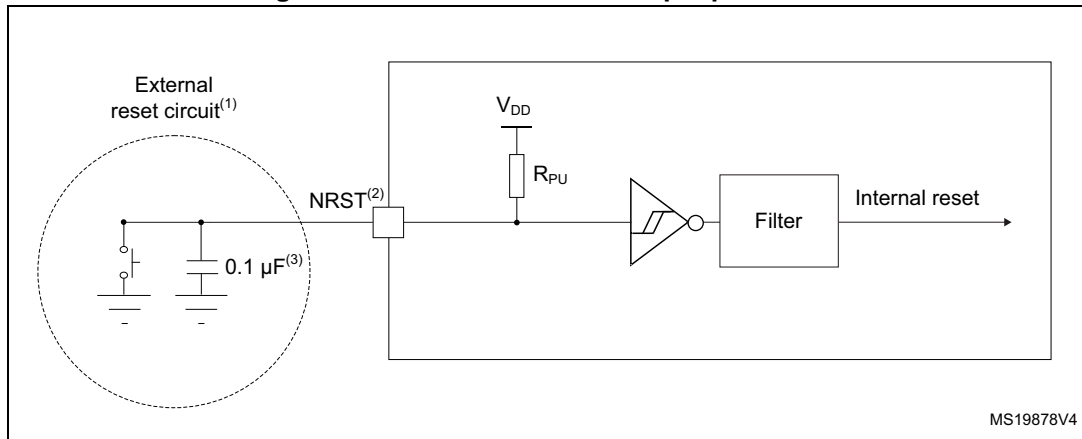 External
reset circuit(1)
VDD
RPU
NRST(2)
0.1 µF(3)
Filter
Internal reset
MS19878V4